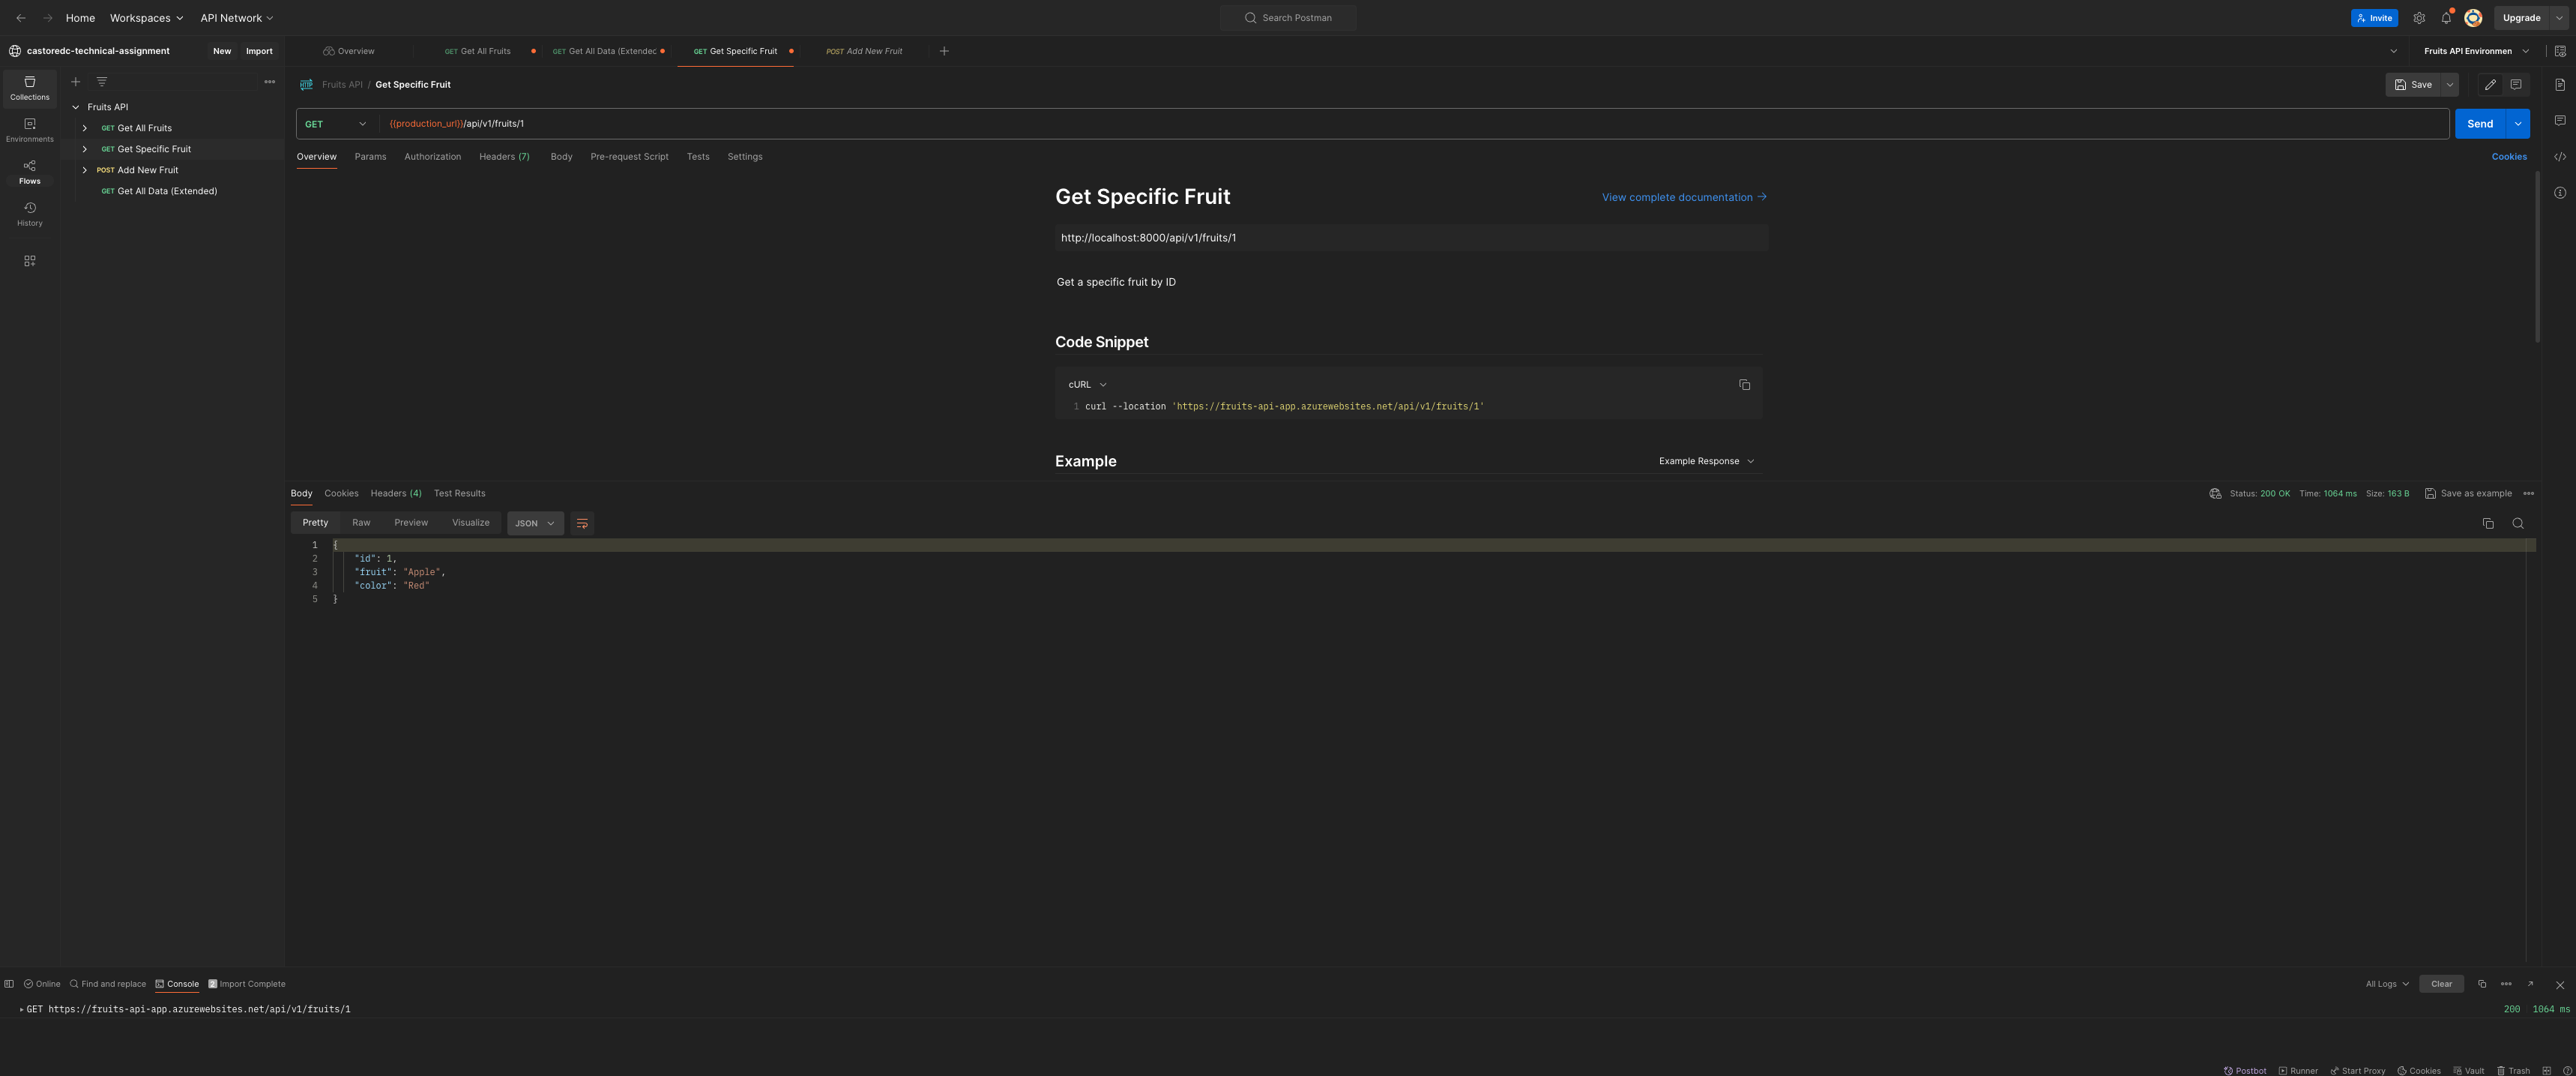 Home Workspaces API Network Search Postman Invite Upgrade
castoredc-technical-assignment New Import Overview GET Get All Fruits GET Get All Data (Extended GET Get Specific Fruit POST Add New Fruit Fruits API Environmen
Collections
Environments
Flows
History
Fruits API
GET Get All Fruits
GET Get Specific Fruit
POST Add New Fruit
GET Get All Data (Extended)
HTTP Fruits API / Get Specific Fruit Save
GET {{production_url}}/api/v1/fruits/1 Send
Overview Params Authorization Headers (7) Body Pre-request Script Tests Settings Cookies
Get Specific Fruit View complete documentation →
http://localhost:8000/api/v1/fruits/1
Get a specific fruit by ID
Code Snippet
cURL
1 curl --location 'https://fruits-api-app.azurewebsites.net/api/v1/fruits/1'
Example Example Response
Body Cookies Headers (4) Test Results Status: 200 OK Time: 1064 ms Size: 163 B Save as example
Pretty Raw Preview Visualize JSON
1 {
2 "id": 1,
3 "fruit": "Apple",
4 "color": "Red"
5 }
Online Find and replace Console 2 Import Complete All Logs Clear
GET https://fruits-api-app.azurewebsites.net/api/v1/fruits/1 200 1064 ms
Postbot Runner Start Proxy Cookies Vault Trash